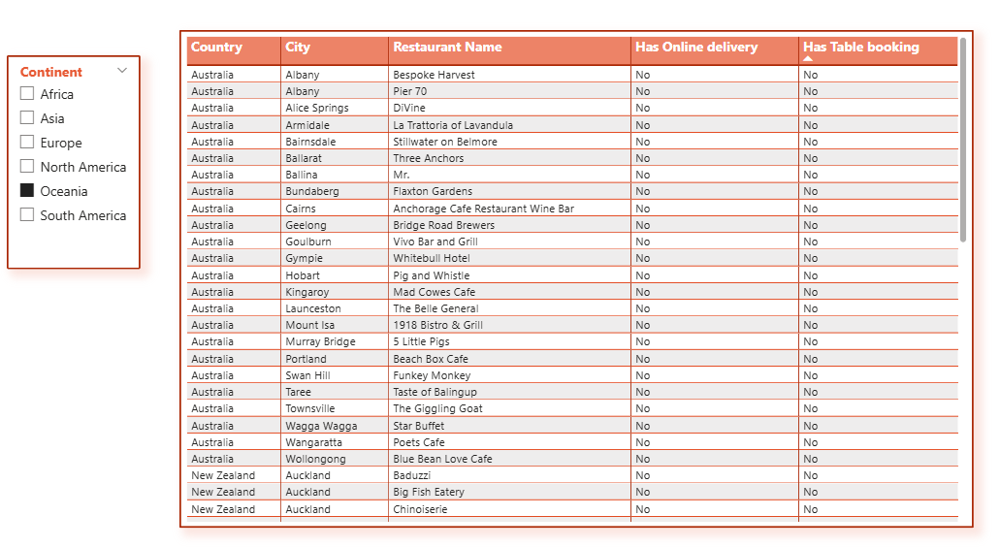 Continent
Africa
Asia
Europe
North America
Oceania
South America
Country City Restaurant Name Has Online delivery Has Table booking
Australia Albany Bespoke Harvest No No
Australia Albany Pier 70 No No
Australia Alice Springs DiVine No No
Australia Armidale La Trattoria of Lavandula No No
Australia Bairnsdale Stillwater on Belmore No No
Australia Ballarat Three Anchors No No
Australia Ballina Mr. No No
Australia Bundaberg Flaxton Gardens No No
Australia Cairns Anchorage Cafe Restaurant Wine Bar No No
Australia Geelong Bridge Road Brewers No No
Australia Goulburn Vivo Bar and Grill No No
Australia Gympie Whitebull Hotel No No
Australia Hobart Pig and Whistle No No
Australia Kingaroy Mad Cowes Cafe No No
Australia Launceston The Belle General No No
Australia Mount Isa 1918 Bistro & Grill No No
Australia Murray Bridge 5 Little Pigs No No
Australia Portland Beach Box Cafe No No
Australia Swan Hill Funkey Monkey No No
Australia Taree Taste of Balingup No No
Australia Townsville The Giggling Goat No No
Australia Wagga Wagga Star Buffet No No
Australia Wangaratta Poets Cafe No No
Australia Wollongong Blue Bean Love Cafe No No
New Zealand Auckland Baduzzi No No
New Zealand Auckland Big Fish Eatery No No
New Zealand Auckland Chinoiserie No No